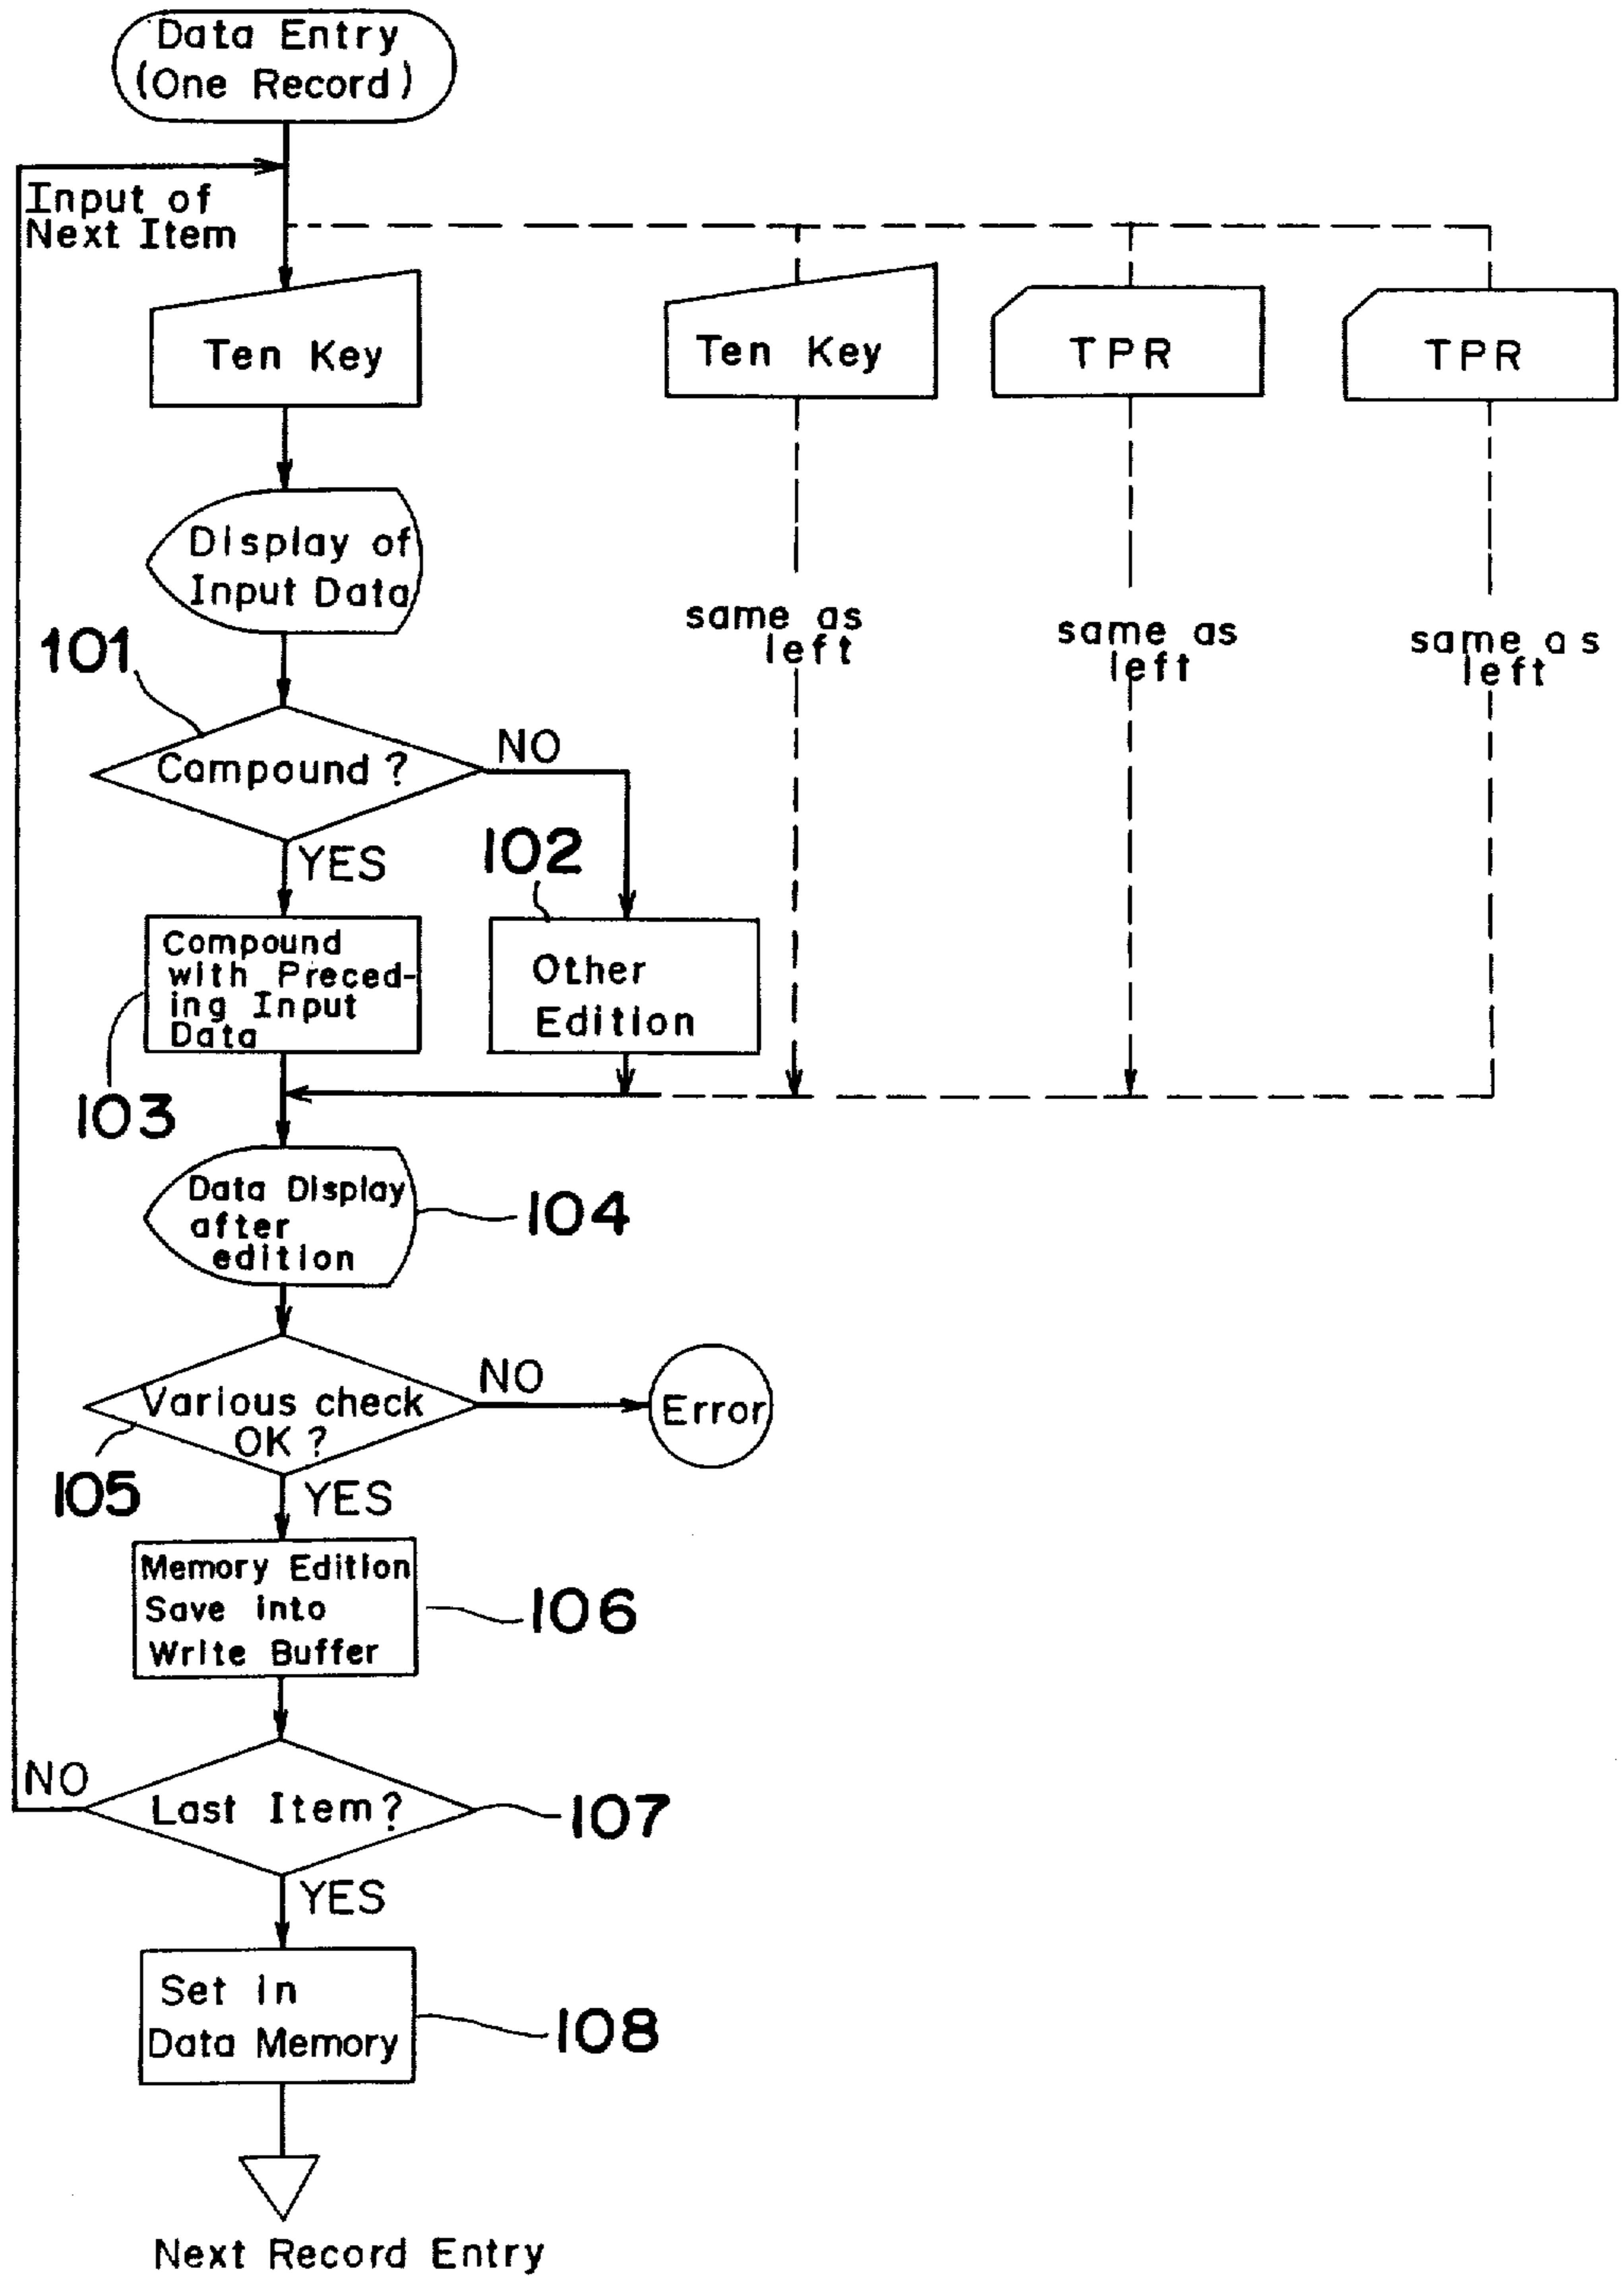 Data Entry
(One Record)
Input of
Next Item
Ten Key
Ten Key
TPR
TPR
Display of
Input Data
same as
left
same as
left
same as
left
101
Compound?
NO
YES
102
Compound
with Preced-
ing Input
Data
Other
Edition
103
Data Display
after
edition
104
Various check
OK?
NO
Error
105
YES
Memory Edition
Save into
Write Buffer
106
NO
Last Item?
107
YES
Set in
Data Memory
108
Next Record Entry